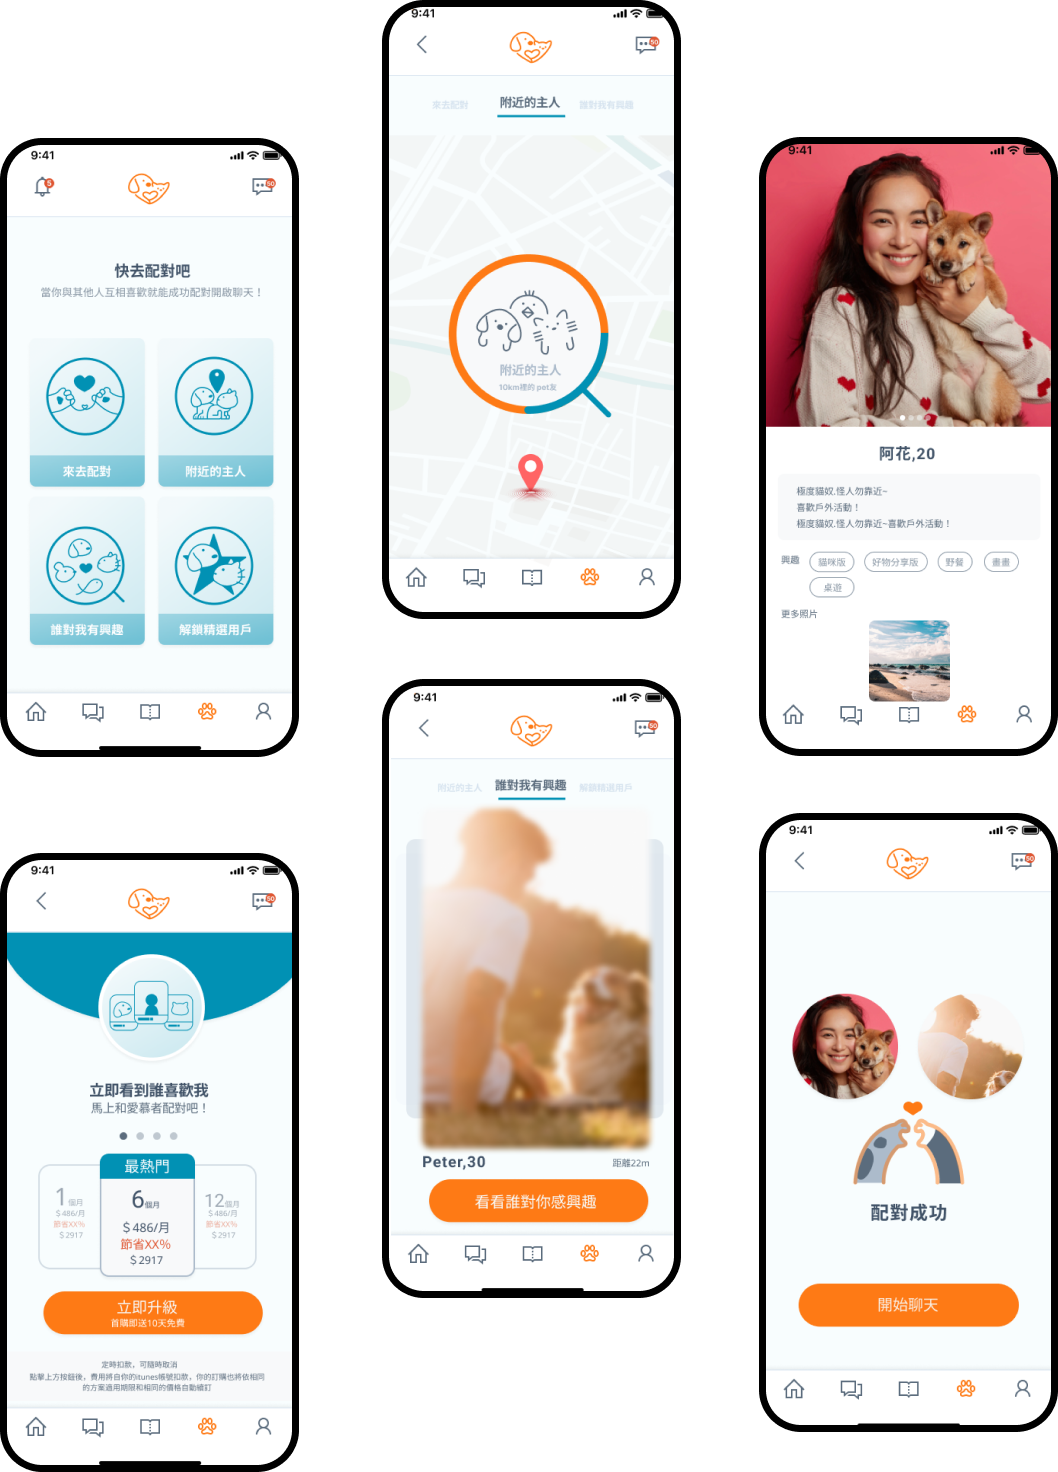 9:41
5
50
快去配對吧
當你與其他人互相喜歡就能成功配對開啟聊天！
來去配對
附近的主人
誰對我有興趣
解鎖精選用戶
9:41
50
來去配對
附近的主人
誰對我有興趣
附近的主人
10km裡的 pet友
9:41
阿花,20
極度貓奴.怪人勿靠近~
喜歡戶外活動！
極度貓奴.怪人勿靠近~喜歡戶外活動！
興趣
貓咪版
好物分享版
野餐
畫畫
桌遊
更多照片
9:41
50
立即看到誰喜歡我
馬上和愛慕者配對吧！
最熱門
1個月
$486/月
節省XX%
$2917
6個月
$486/月
節省XX%
$2917
12個月
$486/月
節省XX%
$2917
立即升級
首購即送10天免費
定時扣款，可隨時取消
點擊上方按鈕後，費用將自你的itunes帳號扣款，你的訂購也將依相同
的方案適用期限和相同的價格自動續訂
9:41
50
附近的主人
誰對我有興趣
解鎖精選用戶
Peter,30
距離22m
看看誰對你感興趣
9:41
50
配對成功
開始聊天